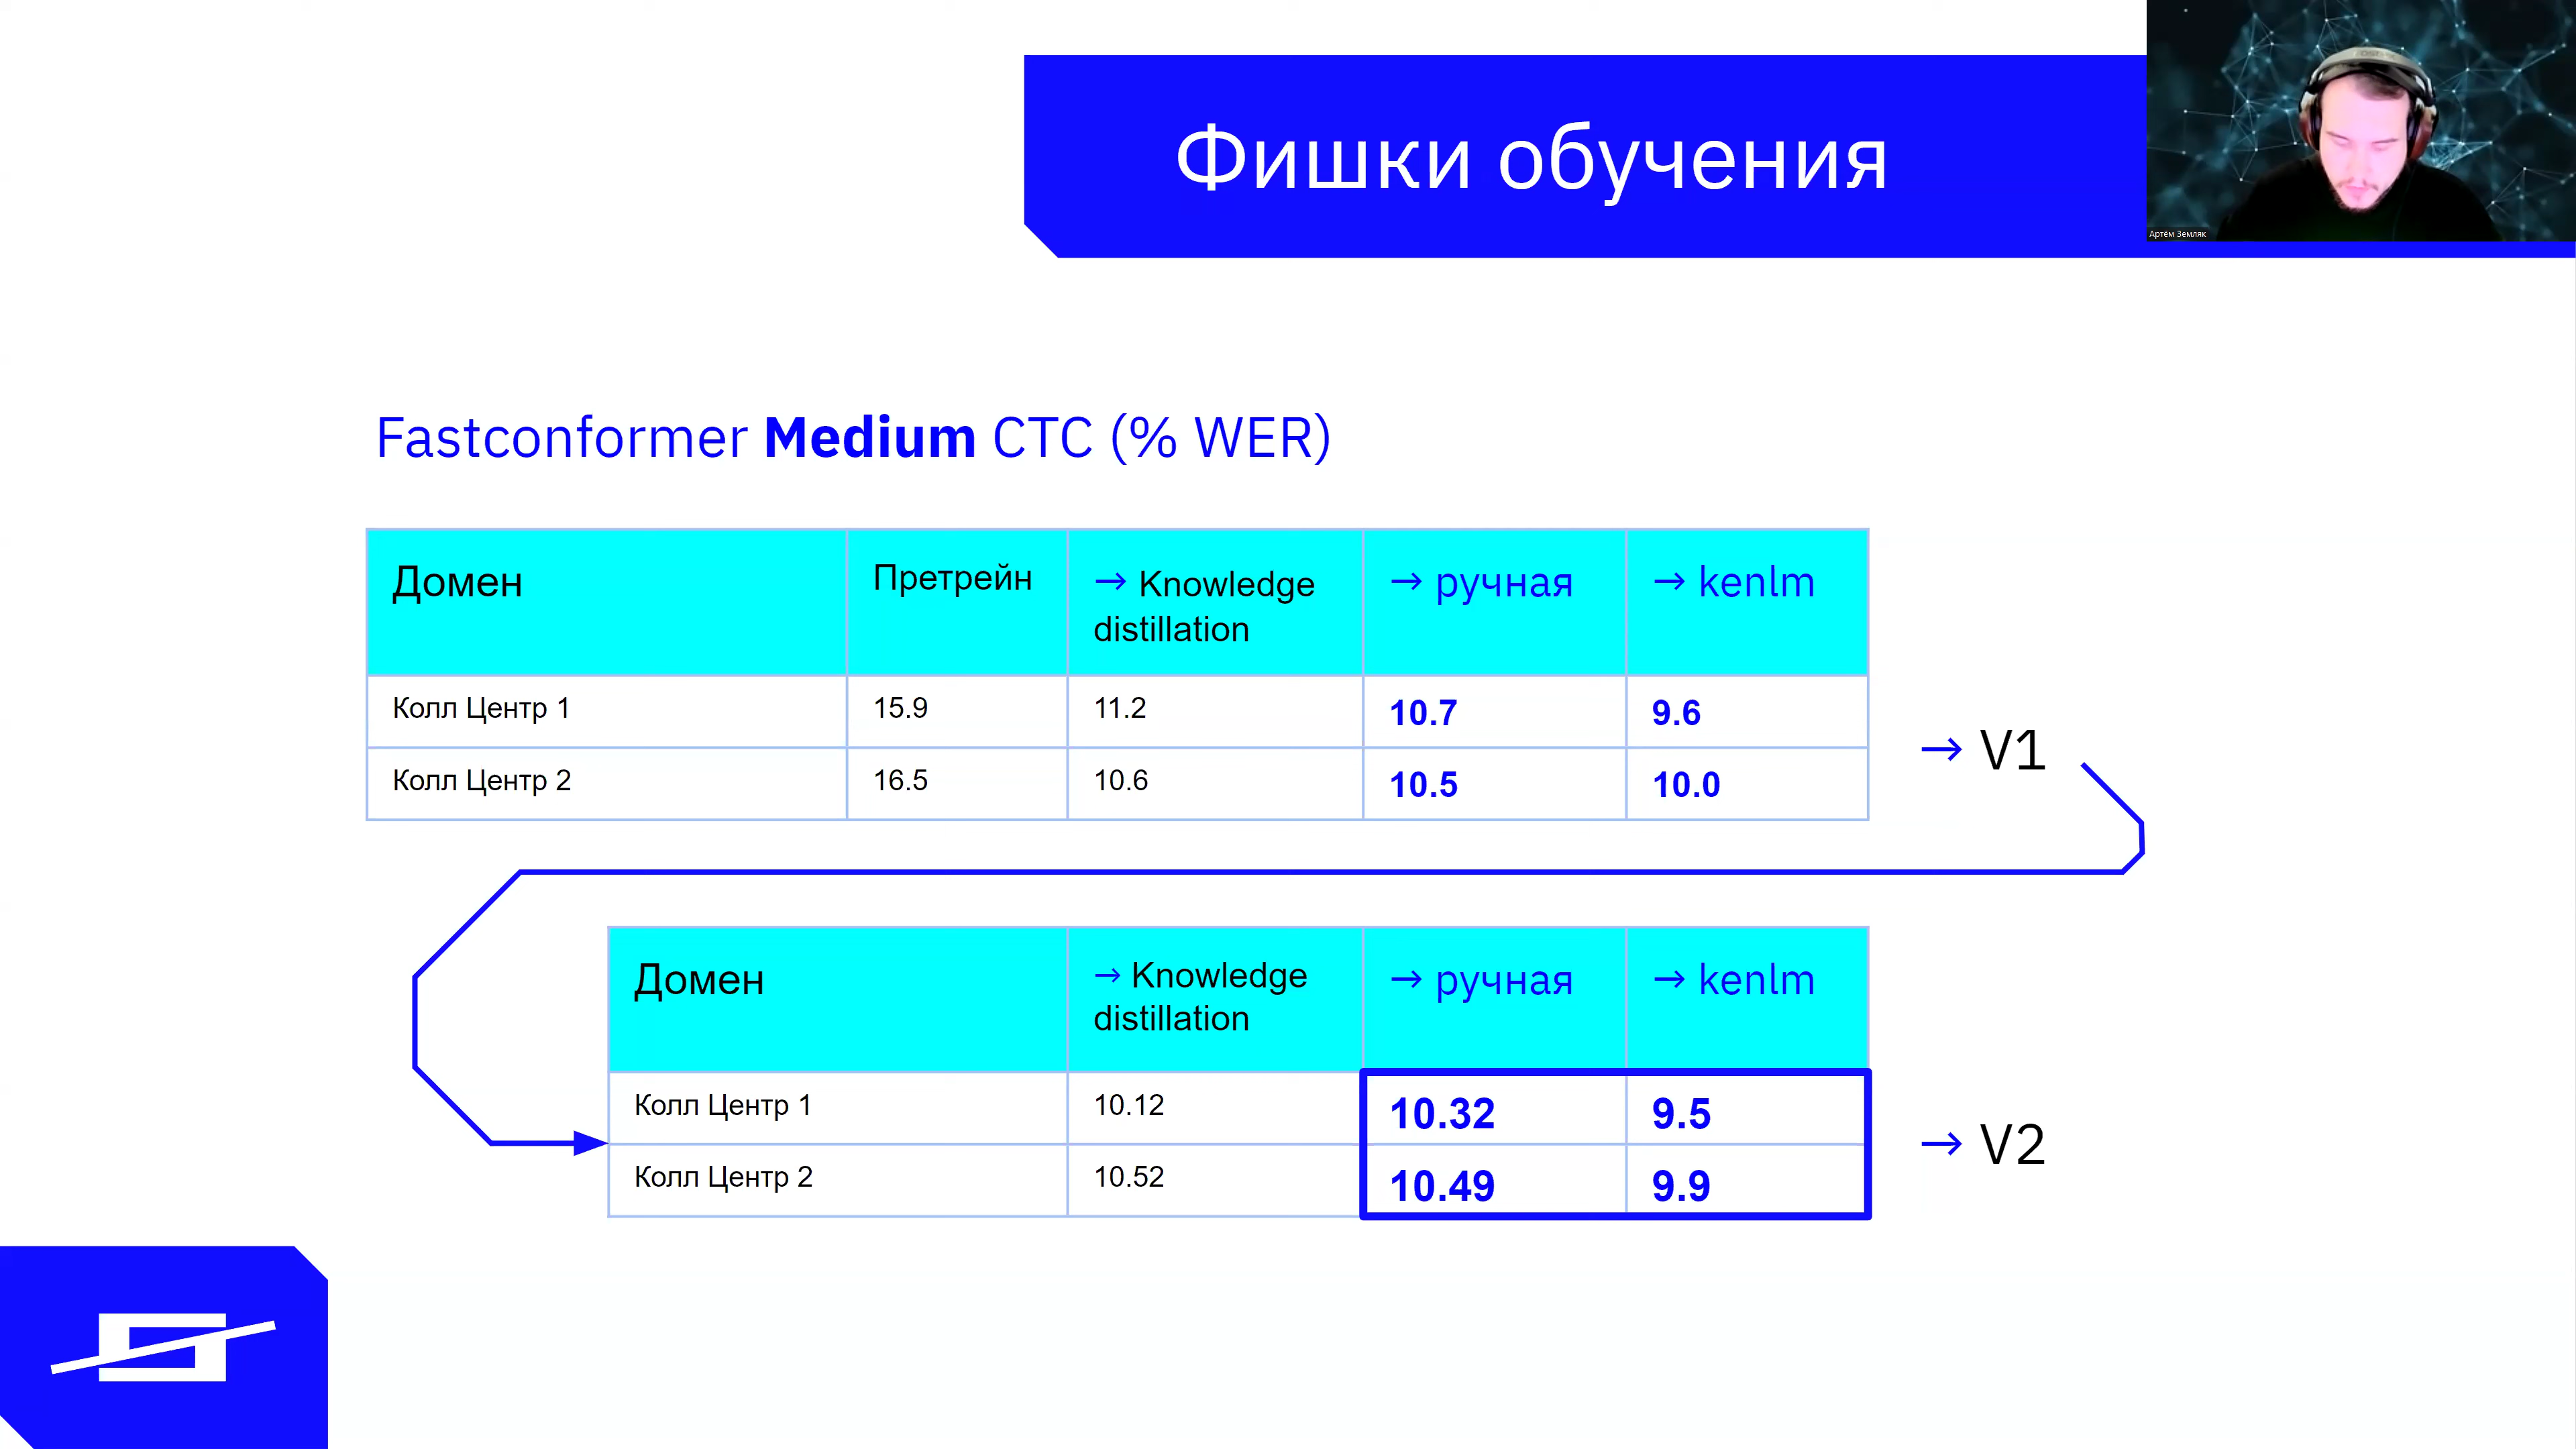 Фишки обучения
Артём Земляк
Fastconformer Medium CTC (% WER)
Домен Претрейн → Knowledge distillation → ручная → kenlm
Колл Центр 1 15.9 11.2 10.7 9.6
Колл Центр 2 16.5 10.6 10.5 10.0
→ V1
Домен → Knowledge distillation → ручная → kenlm
Колл Центр 1 10.12 10.32 9.5
Колл Центр 2 10.52 10.49 9.9
→ V2